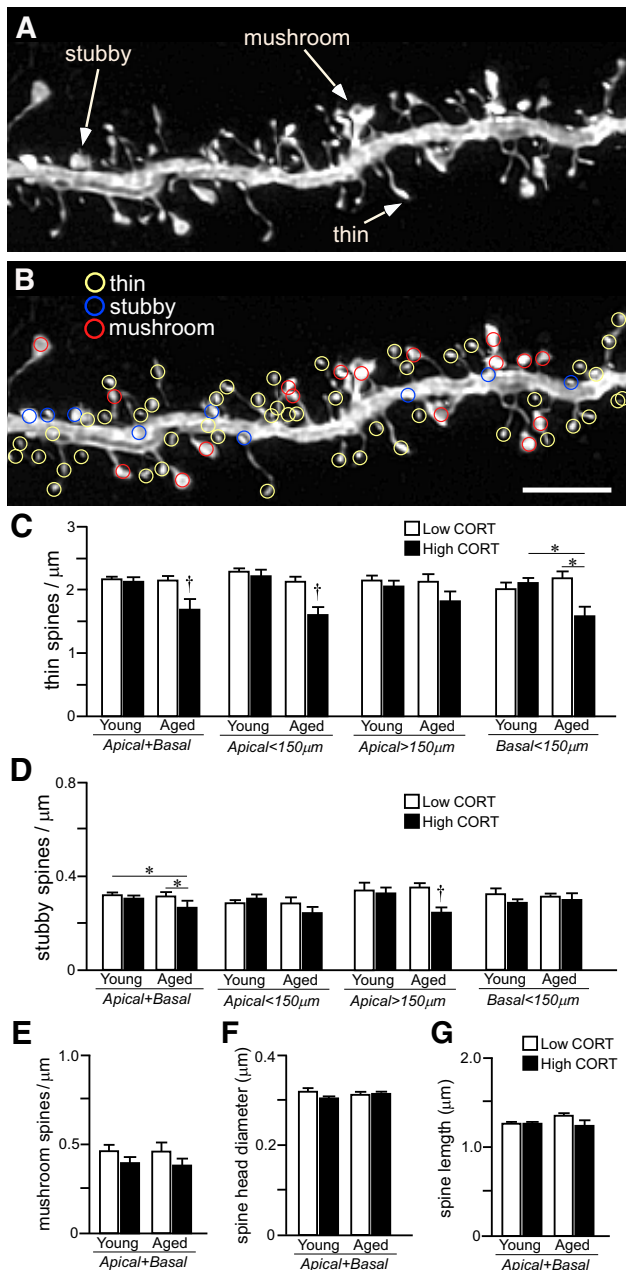 A
stubby
mushroom
thin
B
thin
stubby
mushroom
C
3
2
1
0
thin spines / μm
Low CORT
High CORT
†
†
*
*
Young Aged Young Aged Young Aged Young Aged
Apical+Basal Apical<150μm Apical>150μm Basal<150μm
D
0.8
0.4
0
stubby spines / μm
Low CORT
High CORT
*
*
†
Young Aged Young Aged Young Aged Young Aged
Apical+Basal Apical<150μm Apical>150μm Basal<150μm
E
1.0
0.5
0
mushroom spines/μm
Young Aged
Apical+Basal
F
0.4
0.2
0
spine head diameter (μm)
Young Aged
Apical+Basal
G
Low CORT
High CORT
2.0
1.0
0
spine length (μm)
Young Aged
Apical+Basal